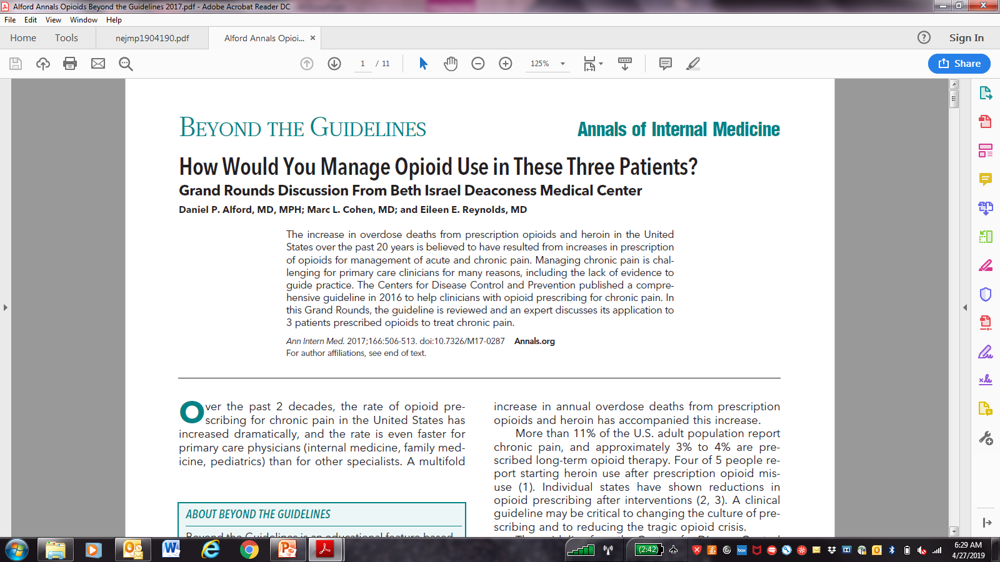 Alford Annals Opioids Beyond the Guidelines 2017.pdf - Adobe Acrobat Reader DC
File Edit View Window Help
Home Tools nejmp1904190.pdf Alford Annals Opioi... × Sign In
1 / 11 125% Share
BEYOND THE GUIDELINES Annals of Internal Medicine
How Would You Manage Opioid Use in These Three Patients?
Grand Rounds Discussion From Beth Israel Deaconess Medical Center
Daniel P. Alford, MD, MPH; Marc L. Cohen, MD; and Eileen E. Reynolds, MD
The increase in overdose deaths from prescription opioids and heroin in the United
States over the past 20 years is believed to have resulted from increases in prescription
of opioids for management of acute and chronic pain. Managing chronic pain is chal-
lenging for primary care clinicians for many reasons, including the lack of evidence to
guide practice. The Centers for Disease Control and Prevention published a compre-
hensive guideline in 2016 to help clinicians with opioid prescribing for chronic pain. In
this Grand Rounds, the guideline is reviewed and an expert discusses its application to
3 patients prescribed opioids to treat chronic pain.
Ann Intern Med. 2017;166:506-513. doi:10.7326/M17-0287 Annals.org
For author affiliations, see end of text.
Over the past 2 decades, the rate of opioid pre-
scribing for chronic pain in the United States has
increased dramatically, and the rate is even faster for
primary care physicians (internal medicine, family med-
icine, pediatrics) than for other specialists. A multifold
ABOUT BEYOND THE GUIDELINES
Beyond the Guidelines is an educational feature based
increase in annual overdose deaths from prescription
opioids and heroin has accompanied this increase.
More than 11% of the U.S. adult population report
chronic pain, and approximately 3% to 4% are pre-
scribed long-term opioid therapy. Four of 5 people re-
port starting heroin use after prescription opioid mis-
use (1). Individual states have shown reductions in
opioid prescribing after interventions (2, 3). A clinical
guideline may be critical to changing the culture of pre-
scribing and to reducing the tragic opioid crisis.
(2:42)
6:29 AM
4/27/2019